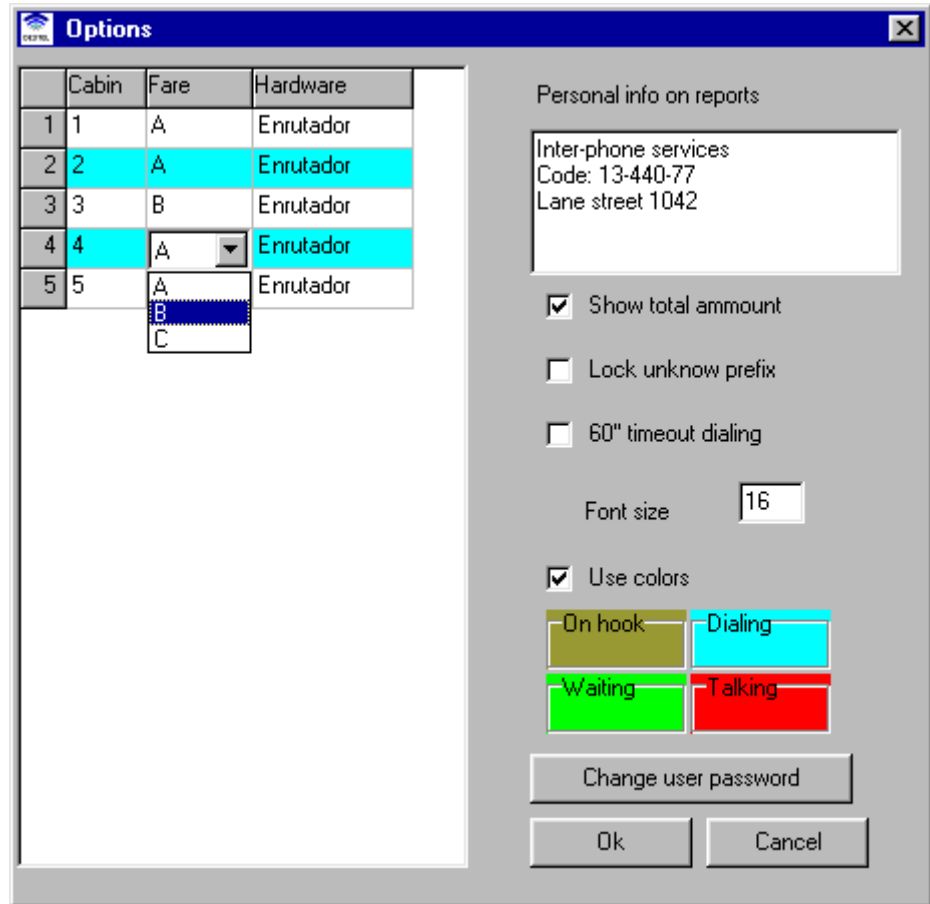 Options
Cabin Fare Hardware
1 1 A Enrutador
2 2 A Enrutador
3 3 B Enrutador
4 4 A Enrutador
5 5 Enrutador
A
B
C
Personal info on reports
Inter-phone services
Code: 13-440-77
Lane street 1042
Show total ammount
Lock unknow prefix
60" timeout dialing
Font size 16
Use colors
On hook Dialing
Waiting Talking
Change user password
Ok Cancel